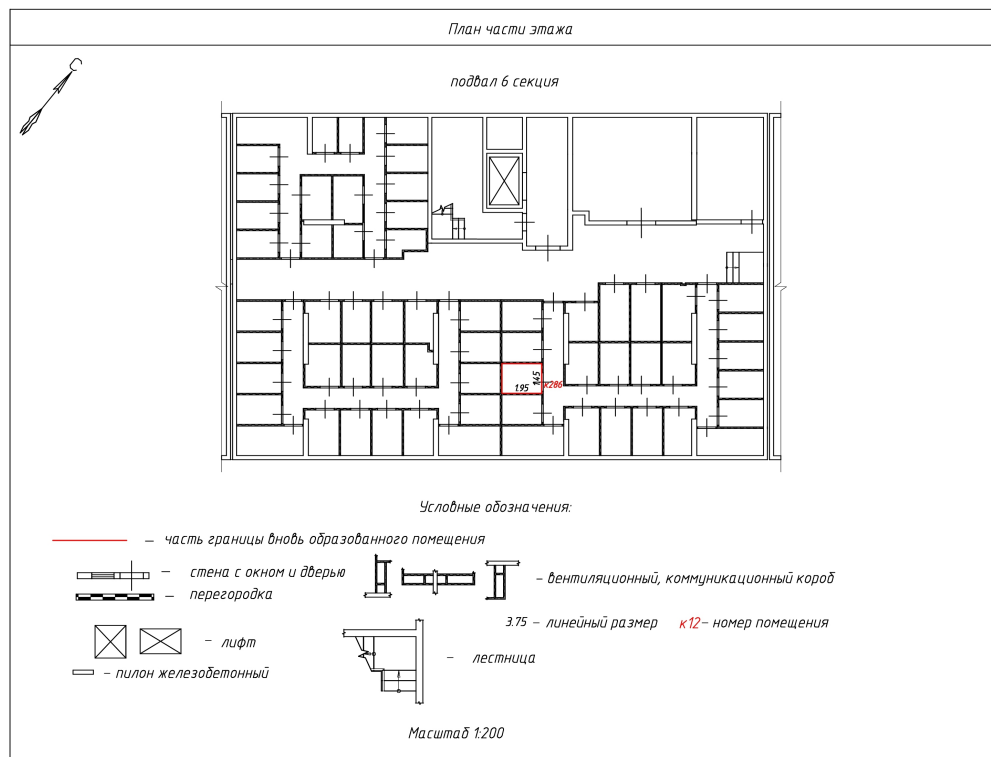 План части этажа
С
подвал 6 секция
1.95 1.45 к286
Условные обозначения:
– часть границы вновь образованного помещения
– стена с окном и дверью
– перегородка
– вентиляционный, коммуникационный короб
3.75 – линейный размер к12– номер помещения
– лифт
– пилон железобетонный
– лестница
Масштаб 1:200